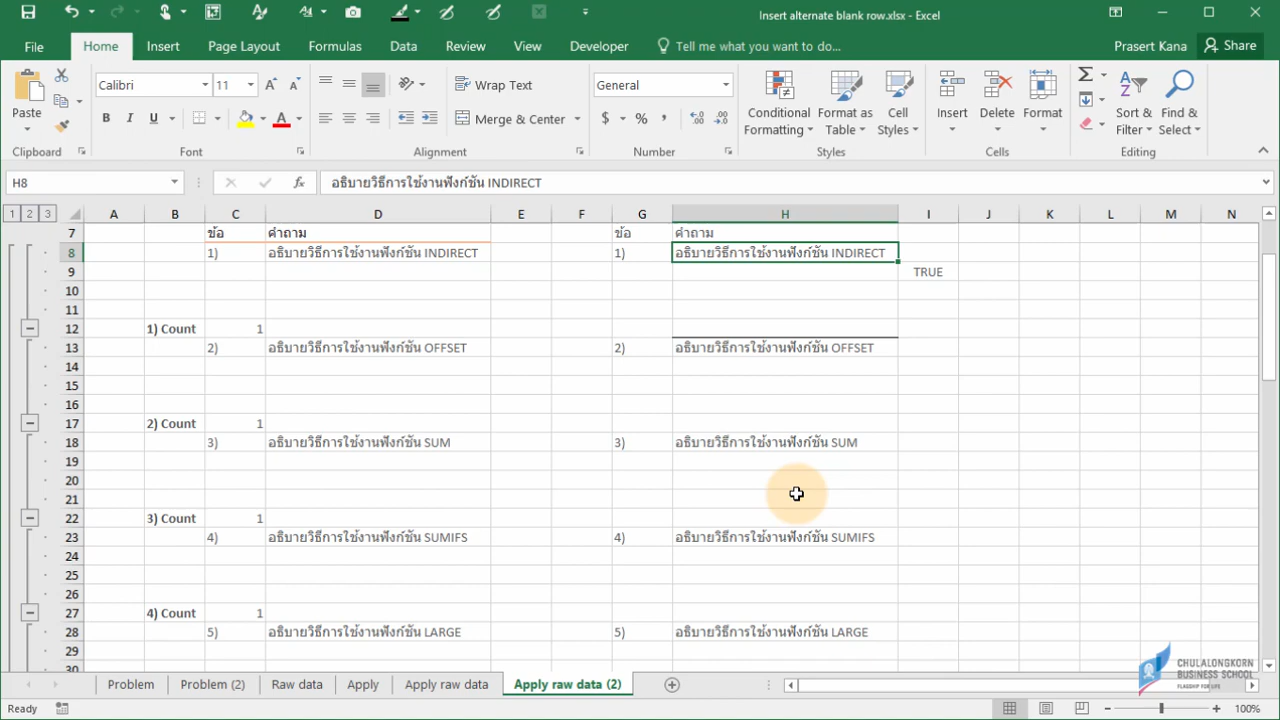 Insert alternate blank row.xlsx - Excel
File Home Insert Page Layout Formulas Data Review View Developer Tell me what you want to do... Prasert Kana Share
Paste
Calibri 11
B I U A
Wrap Text
Merge & Center
General
$ % ,
Conditional Formatting
Format as Table
Cell Styles
Insert Delete Format
Sort & Filter
Find & Select
Clipboard Font Alignment Number Styles Cells Editing
H8 fx อธิบายวิธีการใช้งานฟังก์ชัน INDIRECT
1 2 3 A B C D E F G H I J K L M N
7 ข้อ คำถาม ข้อ คำถาม
8 1) อธิบายวิธีการใช้งานฟังก์ชัน INDIRECT 1) อธิบายวิธีการใช้งานฟังก์ชัน INDIRECT
9 TRUE
10
11
12 1) Count 1
13 2) อธิบายวิธีการใช้งานฟังก์ชัน OFFSET 2) อธิบายวิธีการใช้งานฟังก์ชัน OFFSET
14
15
16
17 2) Count 1
18 3) อธิบายวิธีการใช้งานฟังก์ชัน SUM 3) อธิบายวิธีการใช้งานฟังก์ชัน SUM
19
20
21
22 3) Count 1
23 4) อธิบายวิธีการใช้งานฟังก์ชัน SUMIFS 4) อธิบายวิธีการใช้งานฟังก์ชัน SUMIFS
24
25
26
27 4) Count 1
28 5) อธิบายวิธีการใช้งานฟังก์ชัน LARGE 5) อธิบายวิธีการใช้งานฟังก์ชัน LARGE
29
30
CHULALONGKORN
BUSINESS SCHOOL
FLAGSHIP FOR LIFE
Problem Problem (2) Raw data Apply Apply raw data Apply raw data (2)
Ready 100%